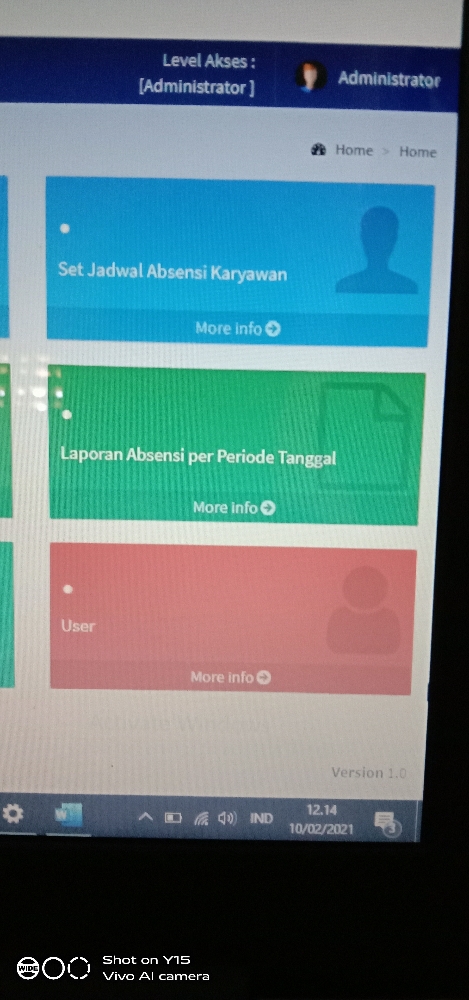 Level Akses :
[Administrator ]
Administrator
Home > Home
Set Jadwal Absensi Karyawan
More info
Laporan Absensi per Periode Tanggal
More info
User
More info
Activate Windows
Version 1.0
IND
12.14
10/02/2021
3
WIDE
Shot on Y15
Vivo AI camera